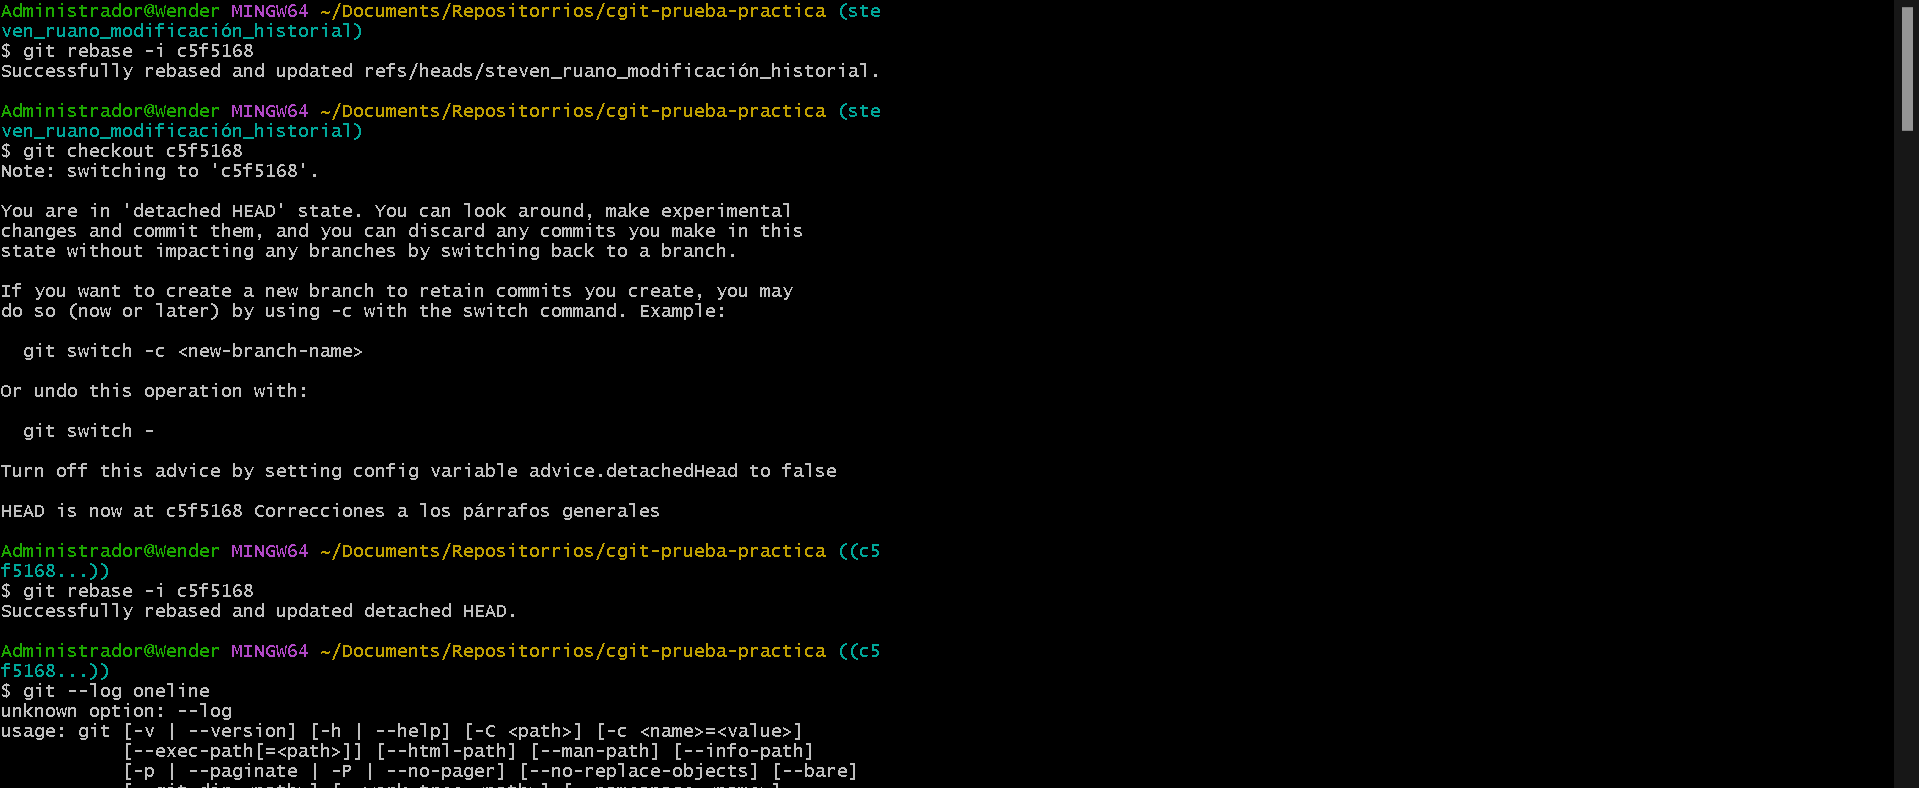 Administrador@Wender MINGW64 ~/Documents/Repositorrios/cgit-prueba-practica (ste
ven_ruano_modificación_historial)
$ git rebase -i c5f5168
Successfully rebased and updated refs/heads/steven_ruano_modificación_historial.
Administrador@Wender MINGW64 ~/Documents/Repositorrios/cgit-prueba-practica (ste
ven_ruano_modificación_historial)
$ git checkout c5f5168
Note: switching to 'c5f5168'.
You are in 'detached HEAD' state. You can look around, make experimental
changes and commit them, and you can discard any commits you make in this
state without impacting any branches by switching back to a branch.
If you want to create a new branch to retain commits you create, you may
do so (now or later) by using -c with the switch command. Example:
git switch -c <new-branch-name>
Or undo this operation with:
git switch -
Turn off this advice by setting config variable advice.detachedHead to false
HEAD is now at c5f5168 Correcciones a los párrafos generales
Administrador@Wender MINGW64 ~/Documents/Repositorrios/cgit-prueba-practica ((c5
f5168...))
$ git rebase -i c5f5168
Successfully rebased and updated detached HEAD.
Administrador@Wender MINGW64 ~/Documents/Repositorrios/cgit-prueba-practica ((c5
f5168...))
$ git --log oneline
unknown option: --log
usage: git [-v | --version] [-h | --help] [-C <path>] [-c <name>=<value>]
[--exec-path[=<path>]] [--html-path] [--man-path] [--info-path]
[-p | --paginate | -P | --no-pager] [--no-replace-objects] [--bare]